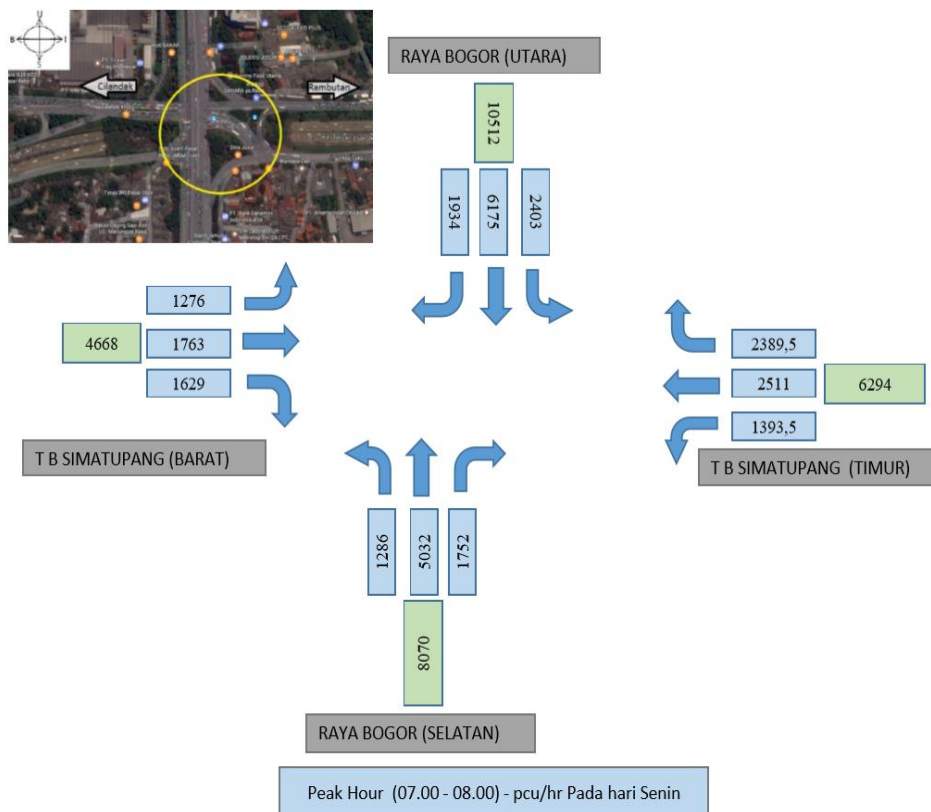 U
B
I
S
Cilandak
Rambutan
RAYA BOGOR (UTARA)
10512
1934
6175
2403
1276
4668
1763
1629
T B SIMATUPANG (BARAT)
2389,5
2511
6294
1393,5
T B SIMATUPANG (TIMUR)
1286
5032
1752
8070
RAYA BOGOR (SELATAN)
Peak Hour (07.00 - 08.00) - pcu/hr Pada hari Senin